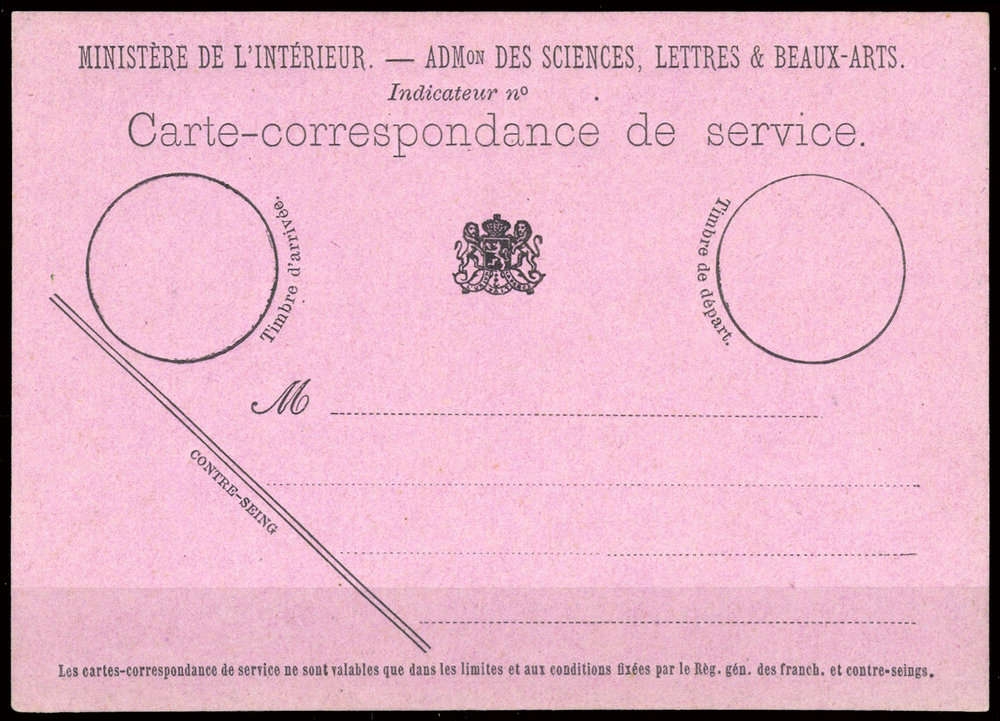 MINISTÈRE DE L'INTÉRIEUR. — ADMon DES SCIENCES, LETTRES & BEAUX-ARTS.
Indicateur nº .
Carte-correspondance de service.
Timbre d'arrivée.
Timbre de départ.
M
CONTRE-SEING
Les cartes-correspondance de service ne sont valables que dans les limites et aux conditions fixées par le Règ. gén. des franch. et contre-seings.